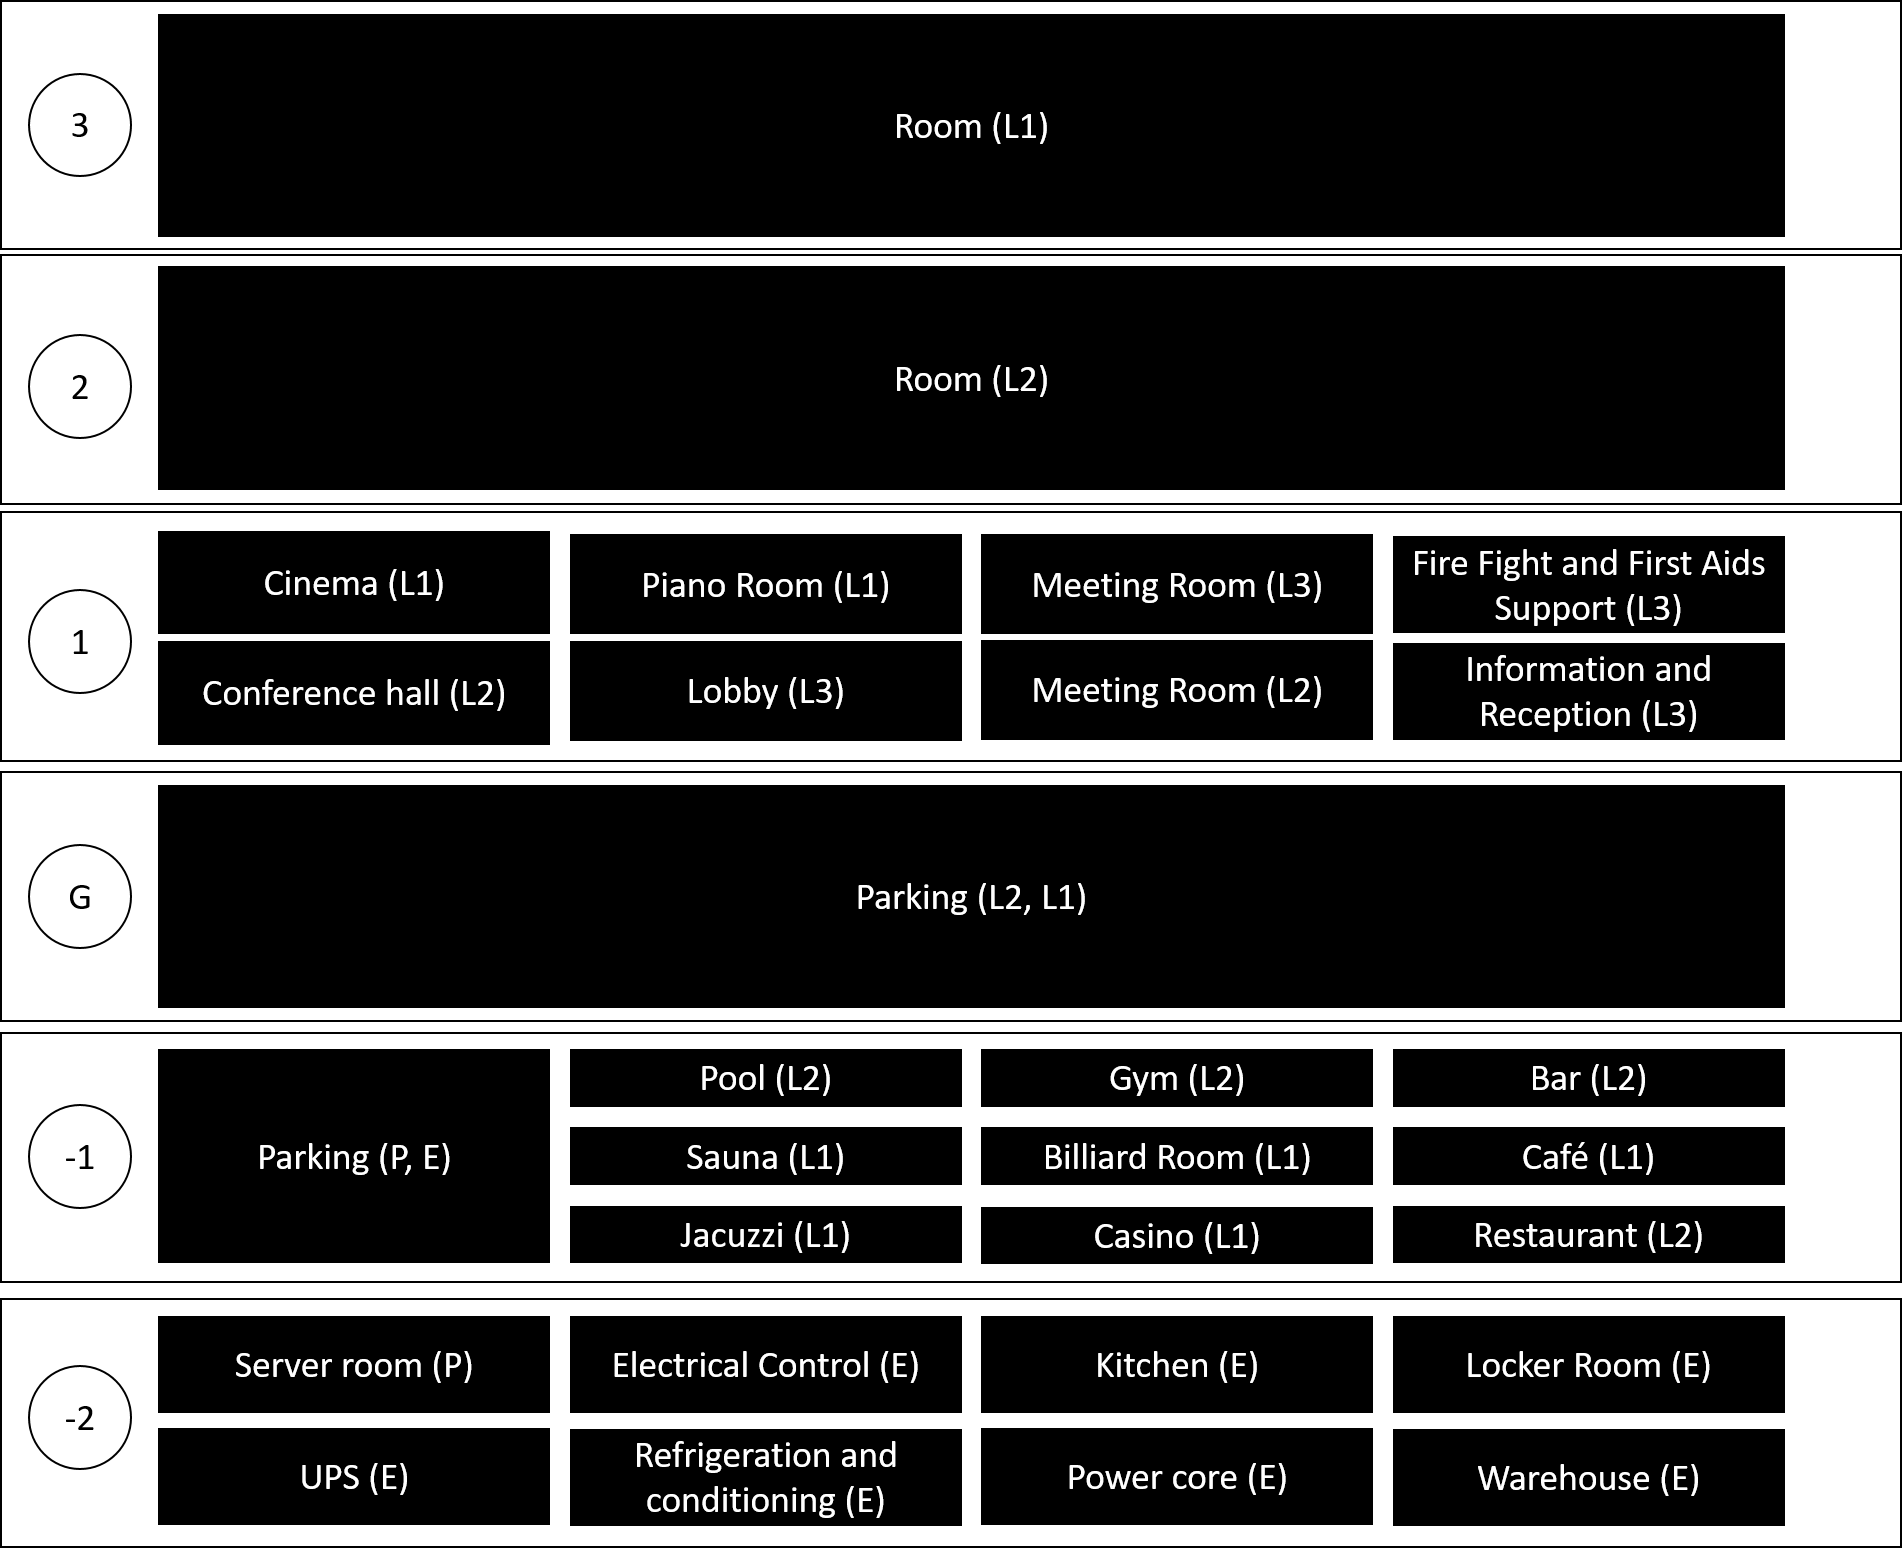 3
Room (L1)
2
Room (L2)
1
Cinema (L1)
Piano Room (L1)
Meeting Room (L3)
Fire Fight and First Aids
Support (L3)
Conference hall (L2)
Lobby (L3)
Meeting Room (L2)
Information and
Reception (L3)
G
Parking (L2, L1)
-1
Parking (P, E)
Pool (L2)
Gym (L2)
Bar (L2)
Sauna (L1)
Billiard Room (L1)
Café (L1)
Jacuzzi (L1)
Casino (L1)
Restaurant (L2)
-2
Server room (P)
Electrical Control (E)
Kitchen (E)
Locker Room (E)
UPS (E)
Refrigeration and
conditioning (E)
Power core (E)
Warehouse (E)